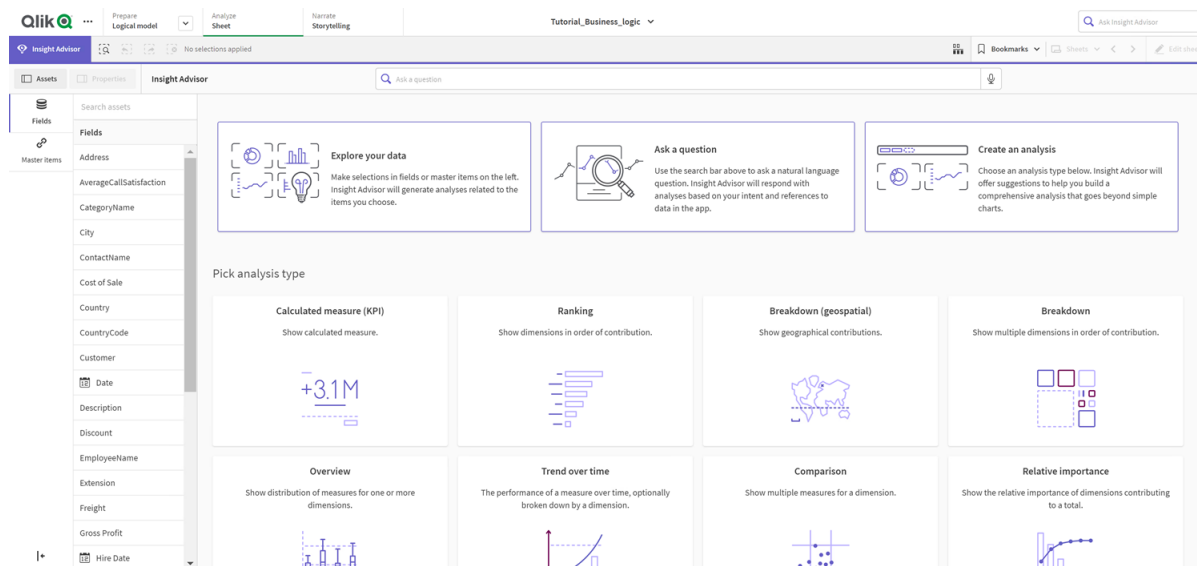 Qlik
Prepare
Logical model
Analyze
Sheet
Narrate
Storytelling
Tutorial_Business_logic
Ask Insight Advisor
Insight Advisor
No selections applied
Bookmarks
Sheets
Edit shee
Assets
Properties
Insight Advisor
Ask a question
Fields
Master items
Search assets
Fields
Address
AverageCallSatisfaction
CategoryName
City
ContactName
Cost of Sale
Country
CountryCode
Customer
Date
Description
Discount
EmployeeName
Extension
Freight
Gross Profit
Hire Date
Explore your data
Make selections in fields or master items on the left.
Insight Advisor will generate analyses related to the
items you choose.
Ask a question
Use the search bar above to ask a natural language
question. Insight Advisor will respond with
analyses based on your intent and references to
data in the app.
Create an analysis
Choose an analysis type below. Insight Advisor will
offer suggestions to help you build a
comprehensive analysis that goes beyond simple
charts.
Pick analysis type
Calculated measure (KPI)
Show calculated measure.
+3.1M
Ranking
Show dimensions in order of contribution.
Breakdown (geospatial)
Show geographical contributions.
Breakdown
Show multiple dimensions in order of contribution.
Overview
Show distribution of measures for one or more
dimensions.
Trend over time
The performance of a measure over time, optionally
broken down by a dimension.
Comparison
Show multiple measures for a dimension.
Relative importance
Show the relative importance of dimensions contributing
to a total.